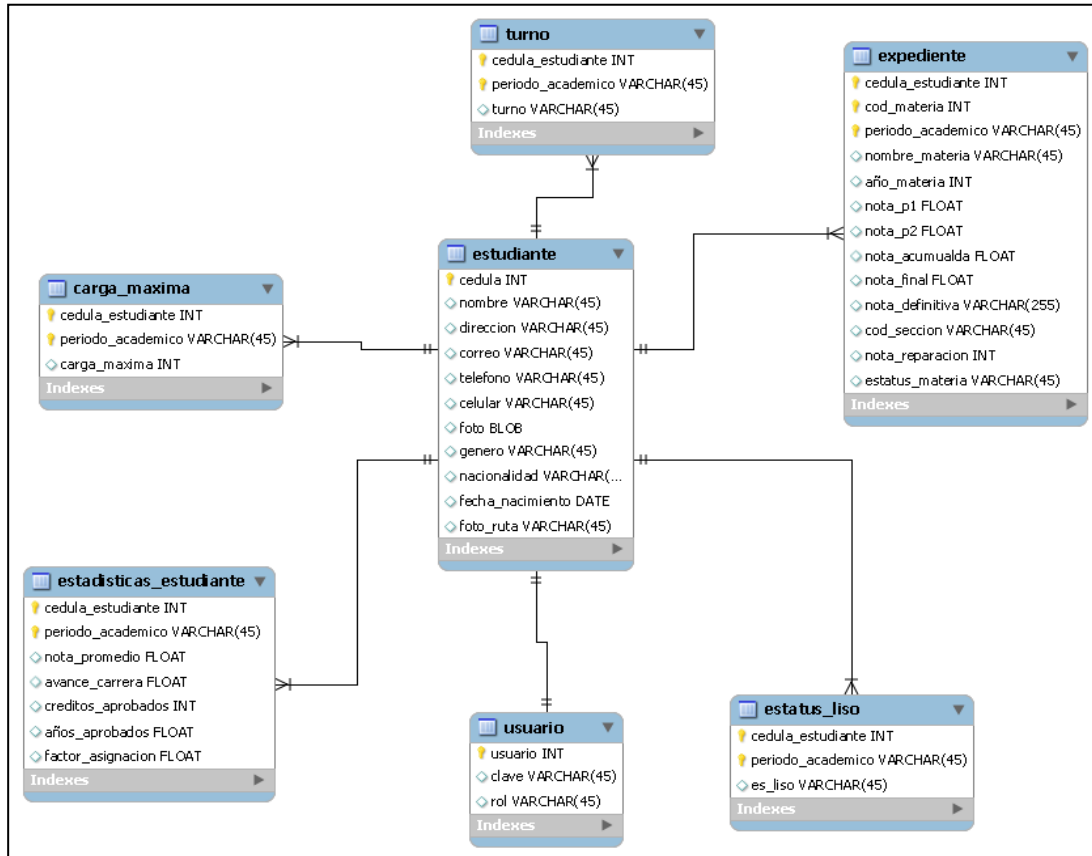 turno
cedula_estudiante INT
periodo_academico VARCHAR(45)
turno VARCHAR(45)
Indexes
expediente
cedula_estudiante INT
cod_materia INT
periodo_academico VARCHAR(45)
nombre_materia VARCHAR(45)
año_materia INT
nota_p1 FLOAT
nota_p2 FLOAT
nota_acumualda FLOAT
nota_final FLOAT
nota_definitiva VARCHAR(255)
cod_seccion VARCHAR(45)
nota_reparacion INT
estatus_materia VARCHAR(45)
Indexes
estudiante
cedula INT
nombre VARCHAR(45)
direccion VARCHAR(45)
correo VARCHAR(45)
telefono VARCHAR(45)
celular VARCHAR(45)
foto BLOB
genero VARCHAR(45)
nacionalidad VARCHAR(...
fecha_nacimiento DATE
foto_ruta VARCHAR(45)
Indexes
carga_maxima
cedula_estudiante INT
periodo_academico VARCHAR(45)
carga_maxima INT
Indexes
estadisticas_estudiante
cedula_estudiante INT
periodo_academico VARCHAR(45)
nota_promedio FLOAT
avance_carrera FLOAT
creditos_aprobados INT
años_aprobados FLOAT
factor_asignacion FLOAT
Indexes
usuario
usuario INT
clave VARCHAR(45)
rol VARCHAR(45)
Indexes
estatus_liso
cedula_estudiante INT
periodo_academico VARCHAR(45)
es_liso VARCHAR(45)
Indexes